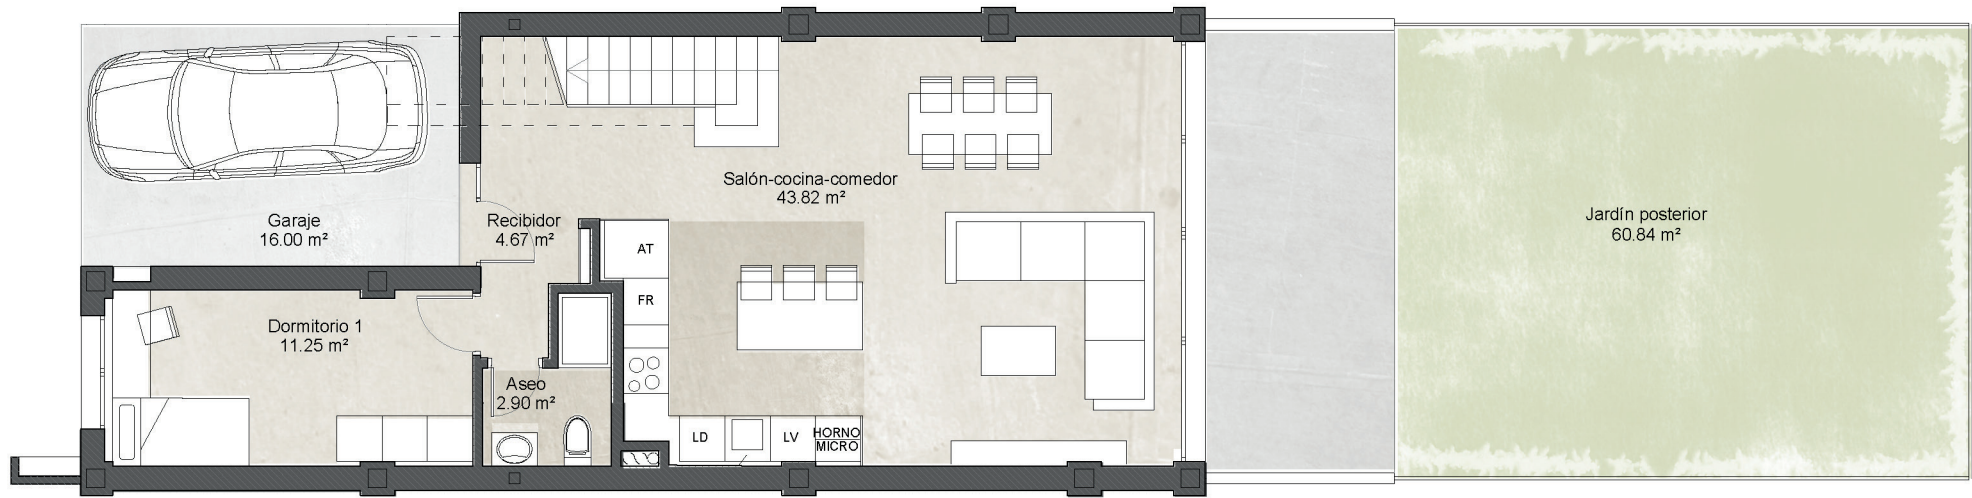 Salón-cocina-comedor
43.82 m²
Garaje
16.00 m²
Recibidor
4.67 m²
Jardín posterior
60.84 m²
AT
FR
Dormitorio 1
11.25 m²
Aseo
2.90 m²
LD
LV
HORNO
MICRO